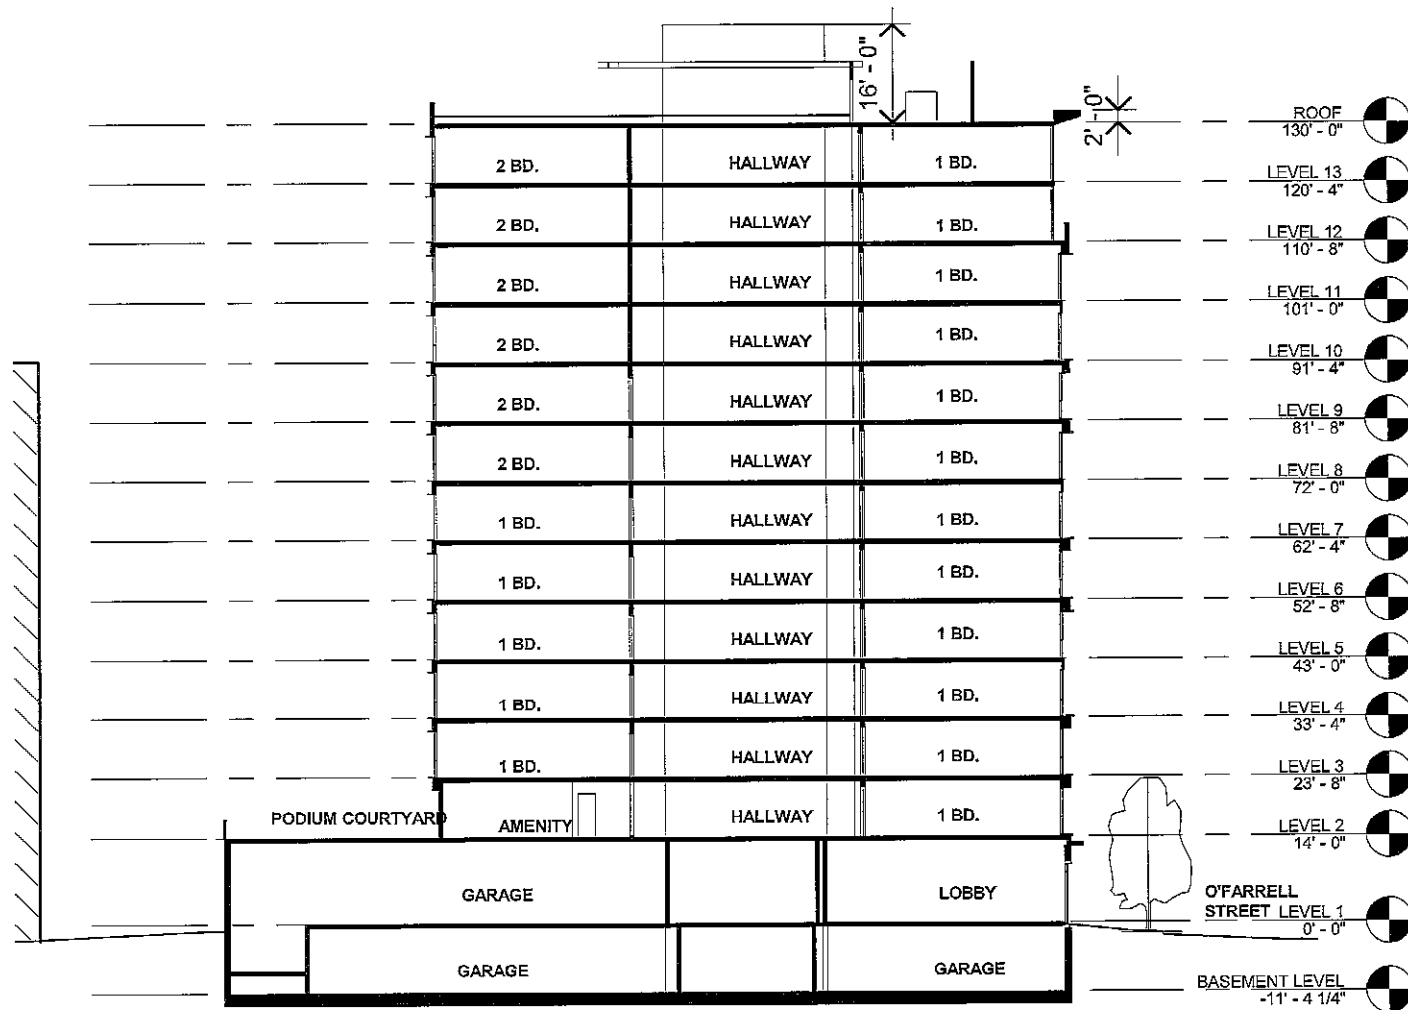 16' - 0"
2' - 0"
ROOF
130' - 0"
2 BD. HALLWAY 1 BD.
LEVEL 13
120' - 4"
2 BD. HALLWAY 1 BD.
LEVEL 12
110' - 8"
2 BD. HALLWAY 1 BD.
LEVEL 11
101' - 0"
2 BD. HALLWAY 1 BD.
LEVEL 10
91' - 4"
2 BD. HALLWAY 1 BD.
LEVEL 9
81' - 8"
2 BD. HALLWAY 1 BD.
LEVEL 8
72' - 0"
1 BD. HALLWAY 1 BD.
LEVEL 7
62' - 4"
1 BD. HALLWAY 1 BD.
LEVEL 6
52' - 8"
1 BD. HALLWAY 1 BD.
LEVEL 5
43' - 0"
1 BD. HALLWAY 1 BD.
LEVEL 4
33' - 4"
1 BD. HALLWAY 1 BD.
LEVEL 3
23' - 8"
PODIUM COURTYARD AMENITY HALLWAY 1 BD.
LEVEL 2
14' - 0"
GARAGE LOBBY
O'FARRELL
STREET LEVEL 1
0' - 0"
GARAGE GARAGE
BASEMENT LEVEL
-11' - 4 1/4"